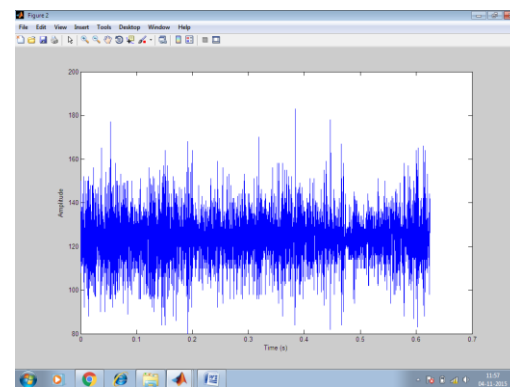 Figure 2
File Edit View Insert Tools Desktop Window Help
200
180
160
140
120
100
80
Amplitude
0 0.1 0.2 0.3 0.4 0.5 0.6 0.7
Time (s)
11:57
04-11-2013